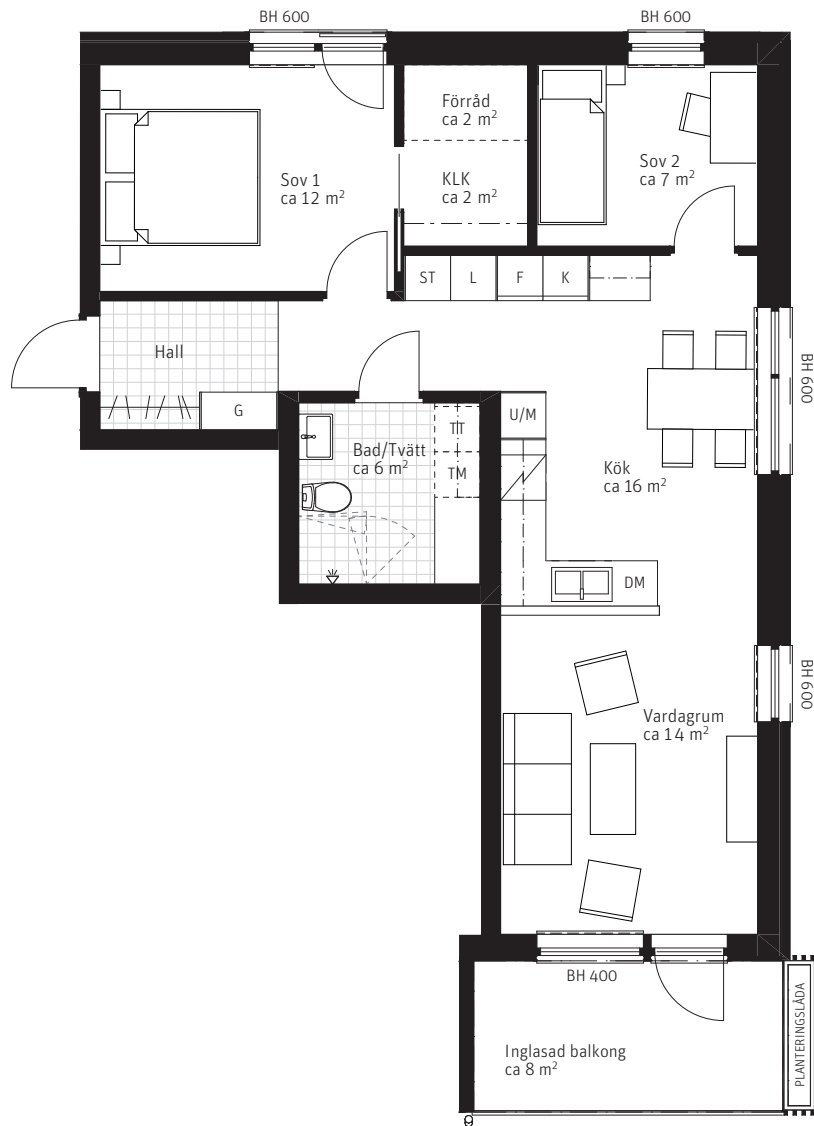 BH 600
BH 600
Förråd
ca 2 m²
Sov 1
ca 12 m²
KLK
ca 2 m²
Sov 2
ca 7 m²
ST
L
F
K
Hall
G
BH 600
U/M
Bad/Tvätt
ca 6 m²
TT
TM
Kök
ca 16 m²
DM
BH 600
Vardagrum
ca 14 m²
BH 400
Inglasad balkong
ca 8 m²
PLANTERINGSLÅDA